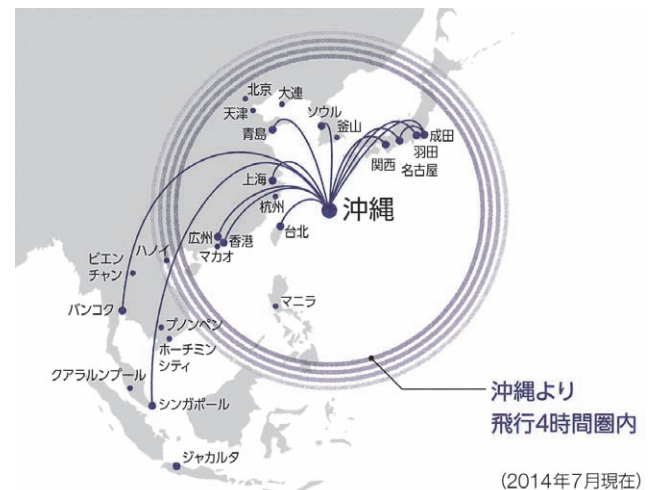 北京
大連
天津
ソウル
青島
釜山
成田
羽田
関西
名古屋
上海
杭州
沖縄
台北
広州
香港
マカオ
ハノイ
ビエン
チャン
バンコク
マニラ
プノンペン
ホーチミン
シティ
クアラルンプール
シンガポール
ジャカルタ
沖縄より
飛行4時間圏内
(2014年7月現在)